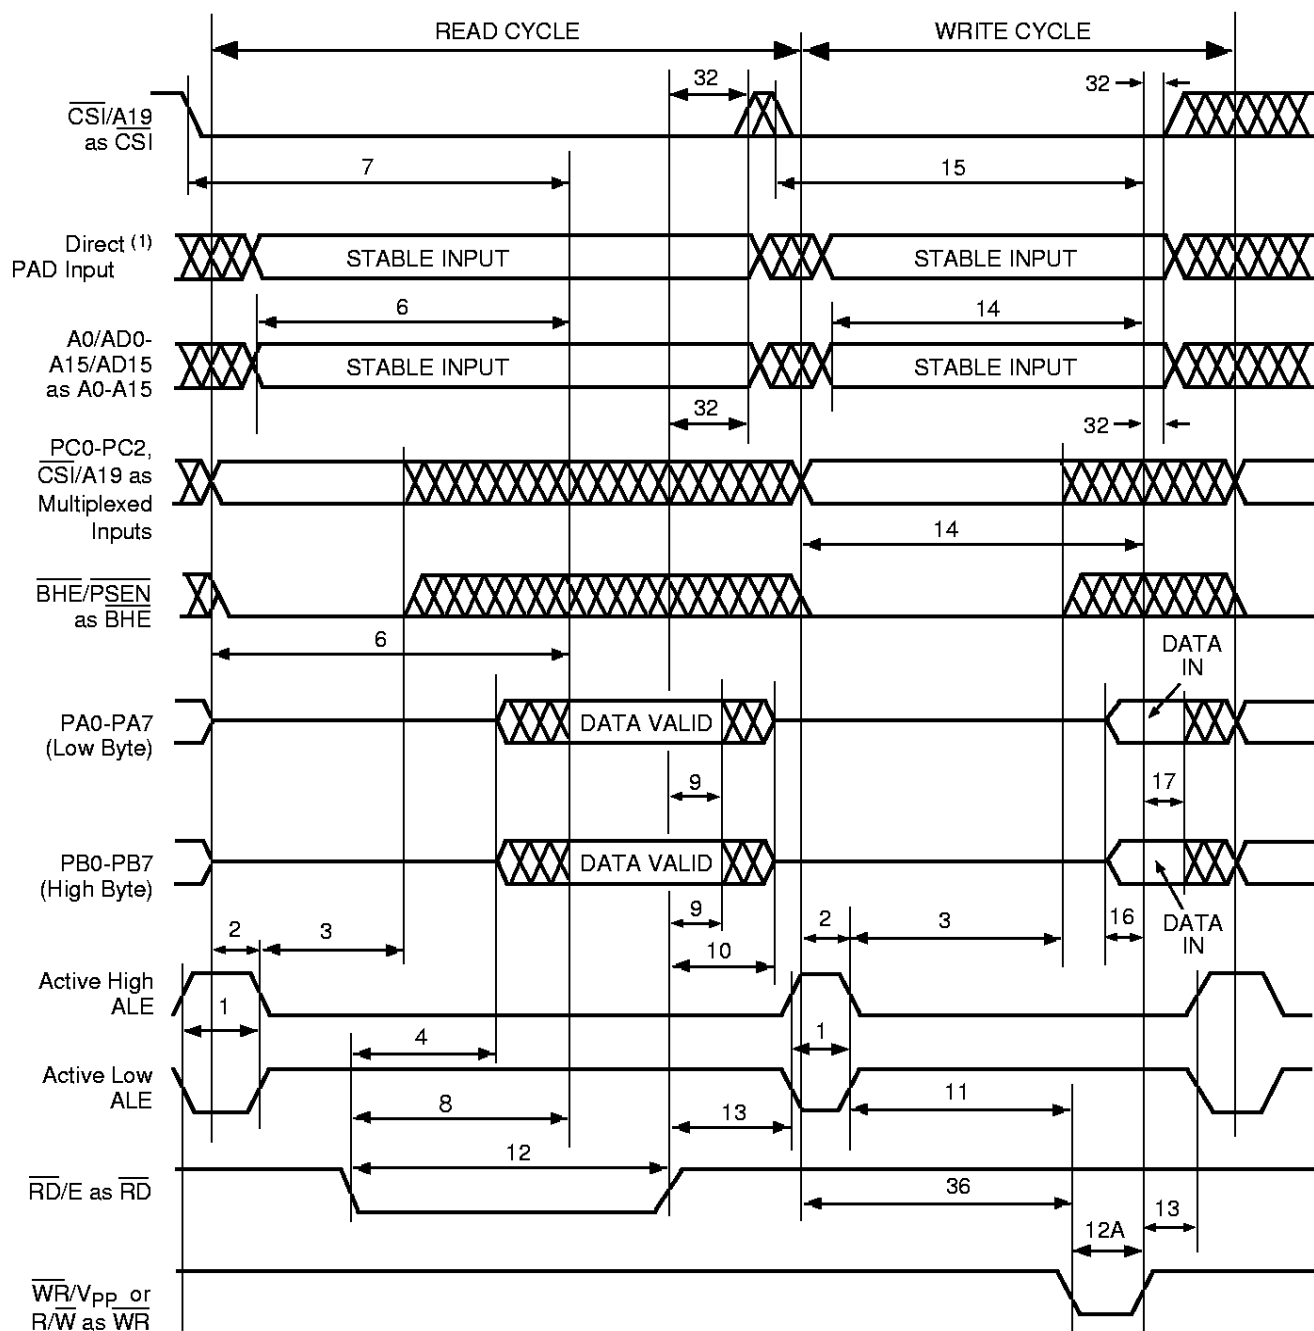 READ CYCLE WRITE CYCLE
32
32
CSI/A19
as CSI
7
15
Direct (1)
PAD Input
STABLE INPUT
STABLE INPUT
6
14
A0/AD0-
A15/AD15
as A0-A15
STABLE INPUT
STABLE INPUT
32
32
PC0-PC2,
CSI/A19 as
Multiplexed
Inputs
14
BHE/PSEN
as BHE
6
DATA
IN
PA0-PA7
(Low Byte)
DATA VALID
9
17
PB0-PB7
(High Byte)
DATA VALID
9
DATA
IN
2
3
10
2
3
16
Active High
ALE
1
4
1
Active Low
ALE
8
13
11
12
RD/E as RD
36
13
12A
WR/VPP or
R/W as WR